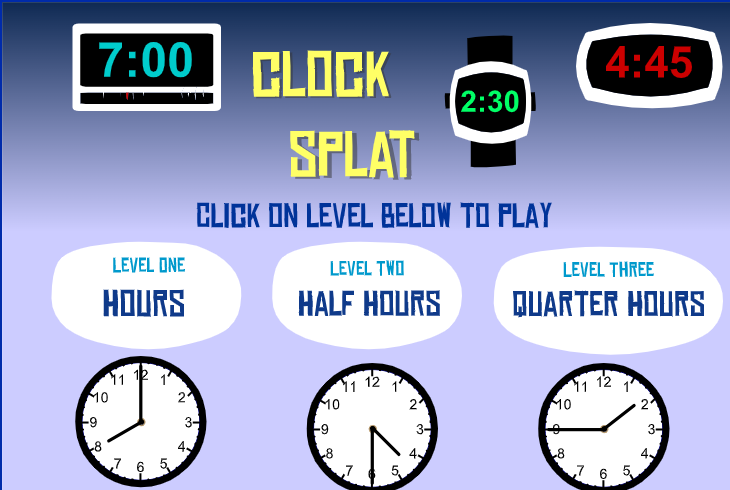 7:00
CLOCK
SPLAT
2:30
4:45
CLICK ON LEVEL BELOW TO PLAY
LEVEL ONE
HOURS
LEVEL TWO
HALF HOURS
LEVEL THREE
QUARTER HOURS
12 1 2 3 4 5 6 7 8 9 10 11
12 1 2 3 4 5 6 7 8 9 10 11
12 1 2 3 4 5 6 7 8 9 10 11